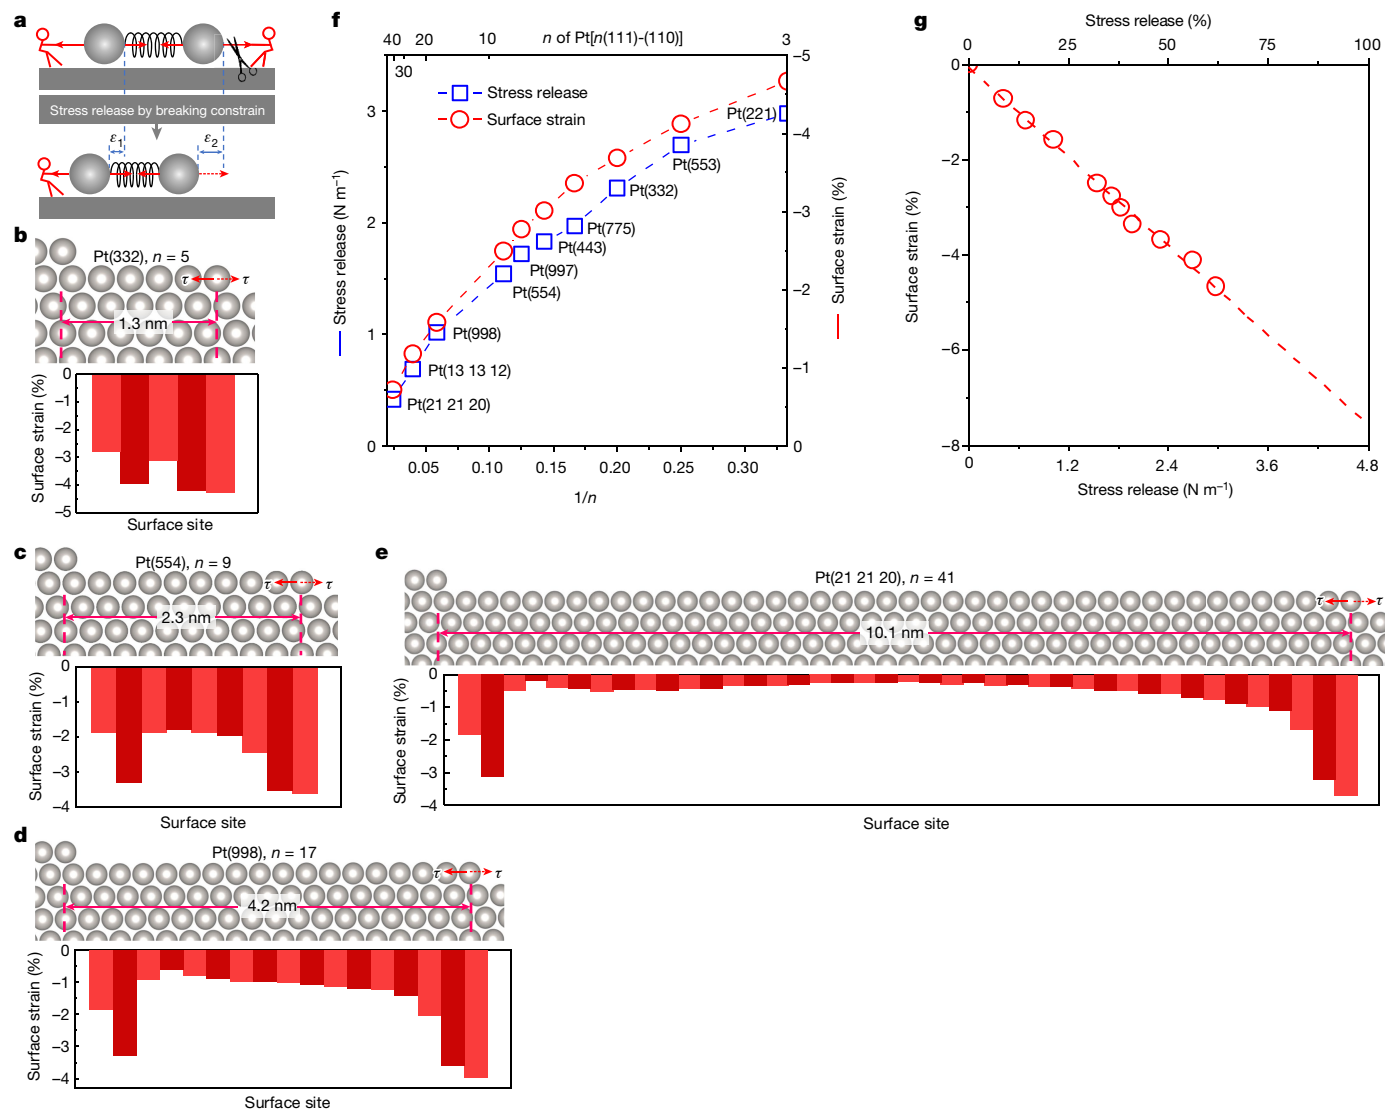 a
Stress release by breaking constrain
ε1
ε2
b
Pt(332), n = 5
τ
τ
1.3 nm
Surface strain (%)
0
–1
–2
–3
–4
–5
Surface site
c
Pt(554), n = 9
τ
τ
2.3 nm
Surface strain (%)
0
–1
–2
–3
–4
Surface site
d
Pt(998), n = 17
τ
τ
4.2 nm
Surface strain (%)
0
–1
–2
–3
–4
Surface site
e
Pt(21 21 20), n = 41
τ
τ
10.1 nm
Surface strain (%)
0
–1
–2
–3
–4
Surface site
f
40 20 10 n of Pt[n(111)-(110)] 3
30
Stress release
Surface strain
Pt(221)
Pt(553)
Pt(332)
Pt(775)
Pt(443)
Pt(997)
Pt(554)
Pt(998)
Pt(13 13 12)
Pt(21 21 20)
Stress release (N m–1)
3
2
1
0
Surface strain (%)
–5
–4
–3
–2
–1
0
0.05 0.10 0.15 0.20 0.25 0.30
1/n
g
Stress release (%)
0 25 50 75 100
Surface strain (%)
0
–2
–4
–6
–8
0 1.2 2.4 3.6 4.8
Stress release (N m–1)